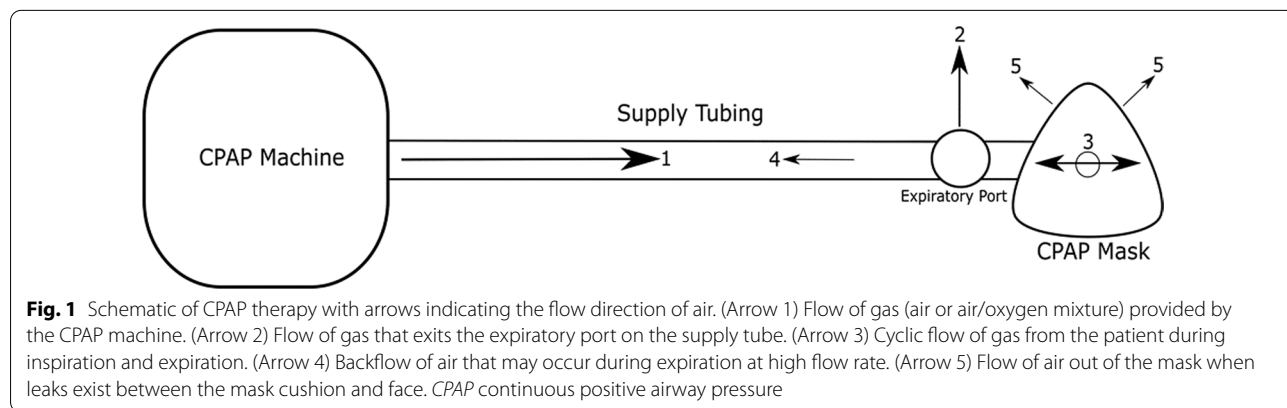 2
5
5
Supply Tubing
3
CPAP Machine
1
4
Expiratory Port
CPAP Mask
Fig. 1 Schematic of CPAP therapy with arrows indicating the flow direction of air. (Arrow 1) Flow of gas (air or air/oxygen mixture) provided by
the CPAP machine. (Arrow 2) Flow of gas that exits the expiratory port on the supply tube. (Arrow 3) Cyclic flow of gas from the patient during
inspiration and expiration. (Arrow 4) Backflow of air that may occur during expiration at high flow rate. (Arrow 5) Flow of air out of the mask when
leaks exist between the mask cushion and face. CPAP continuous positive airway pressure